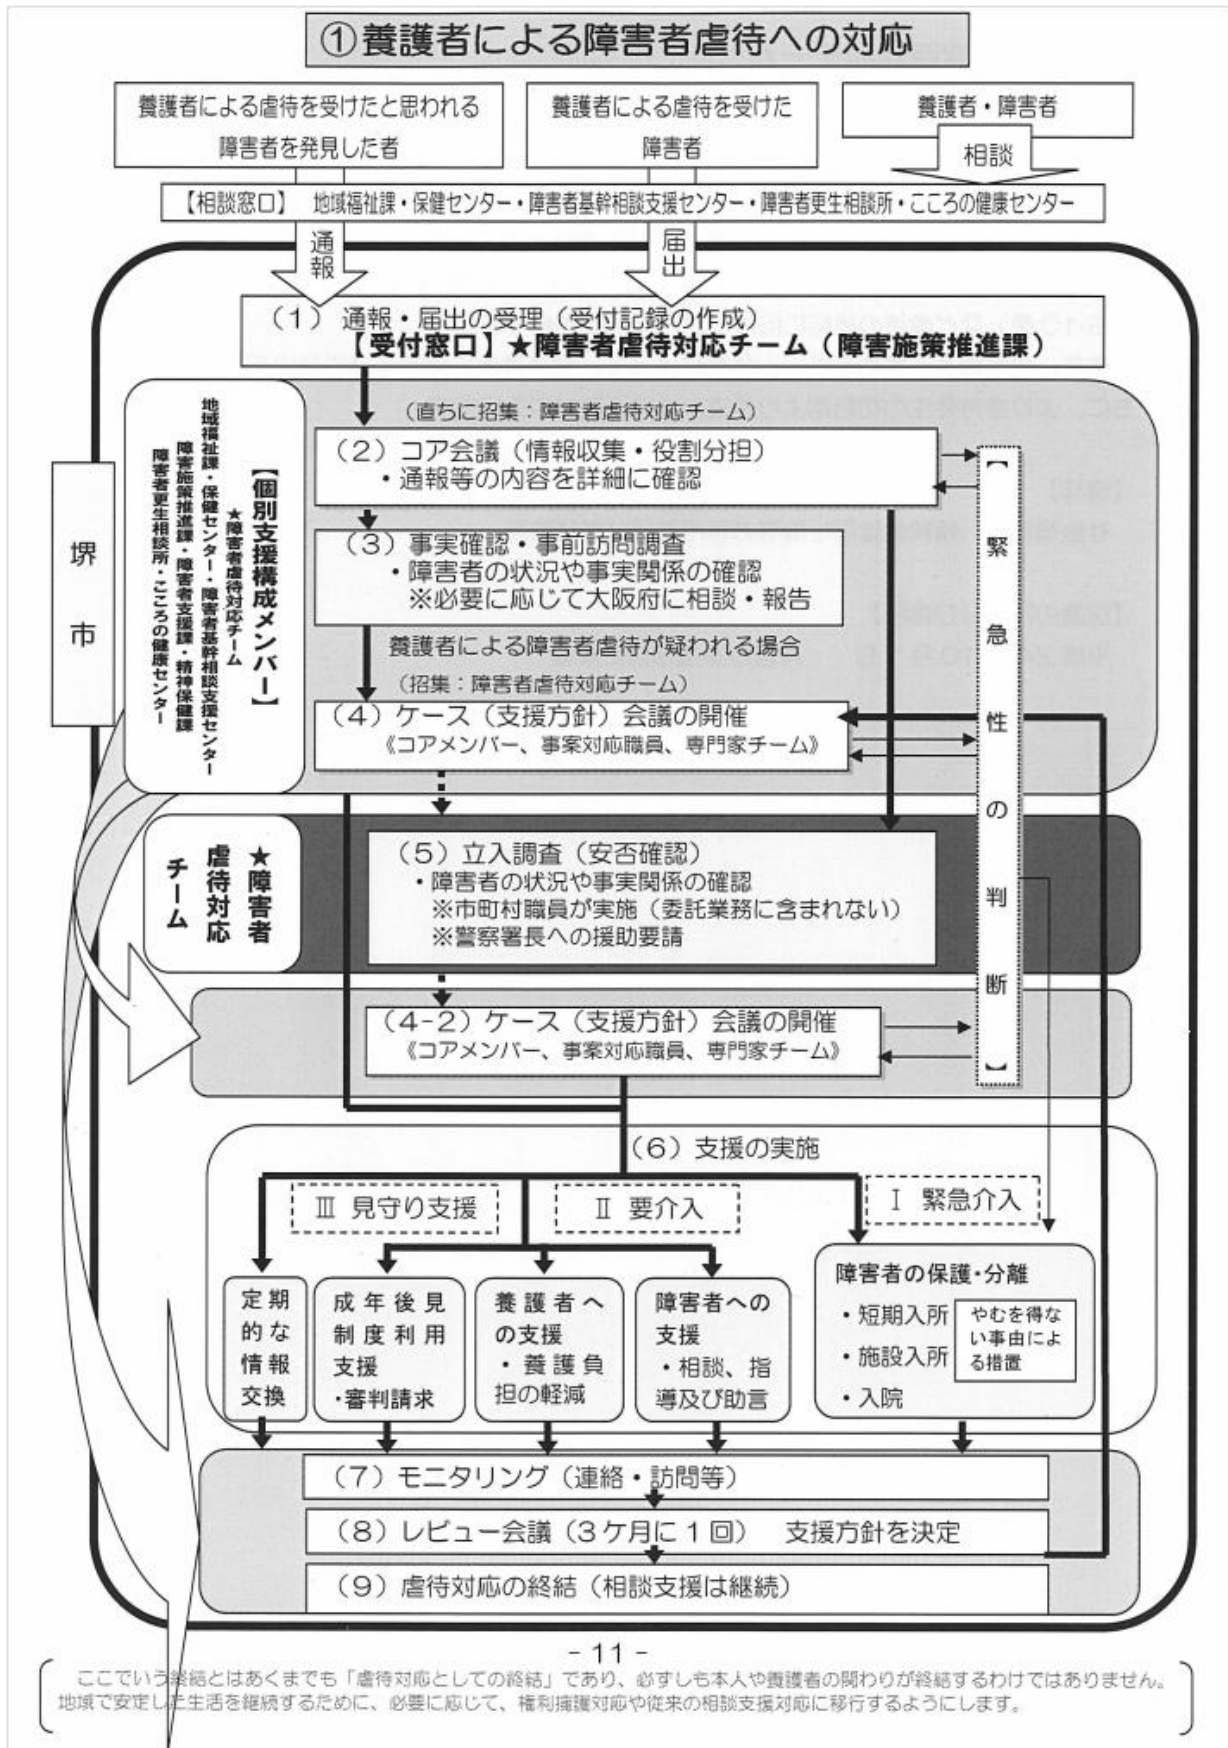 ①養護者による障害者虐待への対応
養護者による虐待を受けたと思われる
障害者を発見した者
養護者による虐待を受けた
障害者
養護者・障害者
相談
【相談窓口】 地域福祉課・保健センター・障害者基幹相談支援センター・障害者更生相談所・こころの健康センター
通報
届出
(1) 通報・届出の受理(受付記録の作成)
【受付窓口】★障害者虐待対応チーム(障害施策推進課)
堺市
【個別支援構成メンバー】
★障害者虐待対応チーム
地域福祉課・保健センター・障害者基幹相談支援センター
障害施策推進課・障害者支援課・精神保健課
障害者更生相談所・こころの健康センター
(直ちに招集:障害者虐待対応チーム)
(2) コア会議(情報収集・役割分担)
・通報等の内容を詳細に確認
(3) 事実確認・事前訪問調査
・障害者の状況や事実関係の確認
※必要に応じて大阪府に相談・報告
養護者による障害者虐待が疑われる場合
(招集:障害者虐待対応チーム)
(4) ケース(支援方針)会議の開催
《コアメンバー、事案対応職員、専門家チーム》
【緊急性の判断】
★障害者
虐待対応
チーム
(5) 立入調査(安否確認)
・障害者の状況や事実関係の確認
※市町村職員が実施(委託業務に含まれない)
※警察署長への援助要請
(4-2) ケース(支援方針)会議の開催
《コアメンバー、事案対応職員、専門家チーム》
(6) 支援の実施
Ⅲ 見守り支援
Ⅱ 要介入
Ⅰ 緊急介入
定期
的な
情報
交換
成年後見
制度利用
支援
・審判請求
養護者へ
の支援
・養護負
担の軽減
障害者への
支援
・相談、指
導及び助言
障害者の保護・分離
・短期入所
・施設入所
・入院
やむを得な
い事由によ
る措置
(7) モニタリング(連絡・訪問等)
(8) レビュー会議(3ケ月に1回) 支援方針を決定
(9) 虐待対応の終結(相談支援は継続)
- 11 -
ここでいう終結とはあくまでも「虐待対応としての終結」であり、必ずしも本人や養護者の関わりが終結するわけではありません。
地域で安定した生活を継続するために、必要に応じて、権利擁護対応や従来の相談支援対応に移行するようにします。